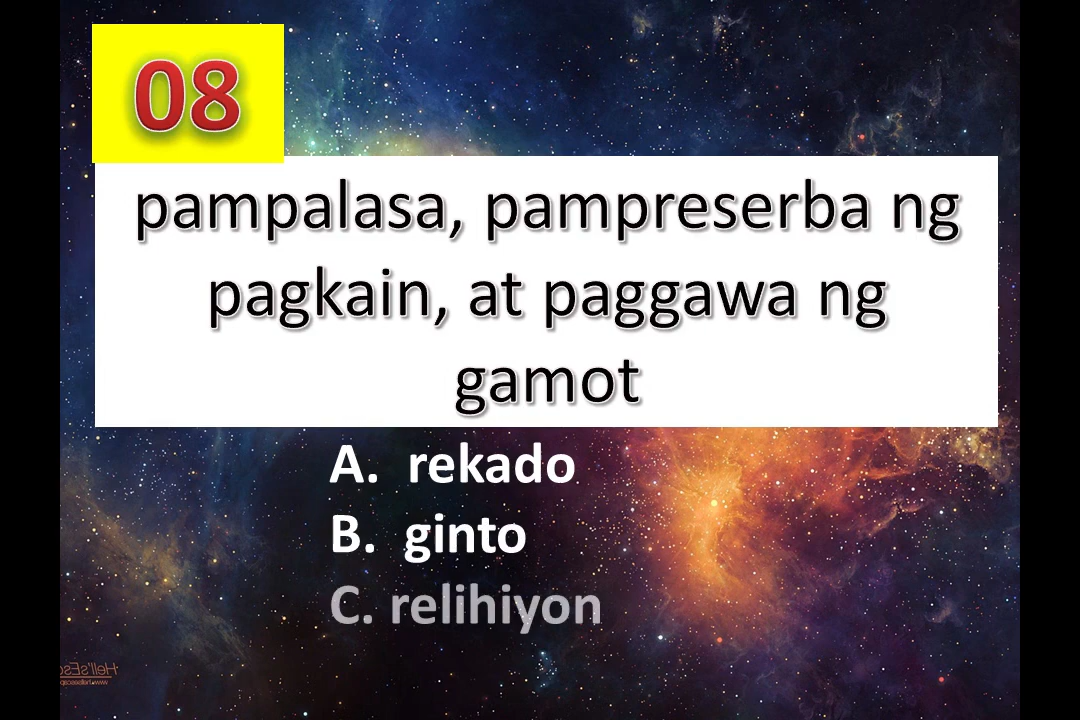 08
pampalasa, pampreserba ng
pagkain, at paggawa ng
gamot
A. rekado
B. ginto
C. relihiyon